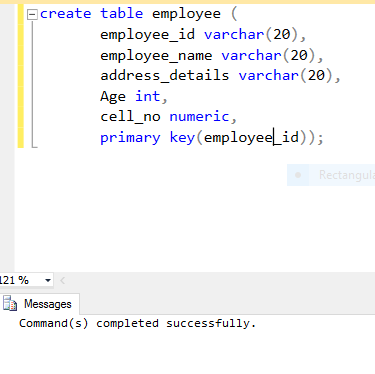 create table employee (
employee_id varchar(20),
employee_name varchar(20),
address_details varchar(20),
Age int,
cell_no numeric,
primary key(employee_id));
Rectangula
121 %
Messages
Command(s) completed successfully.